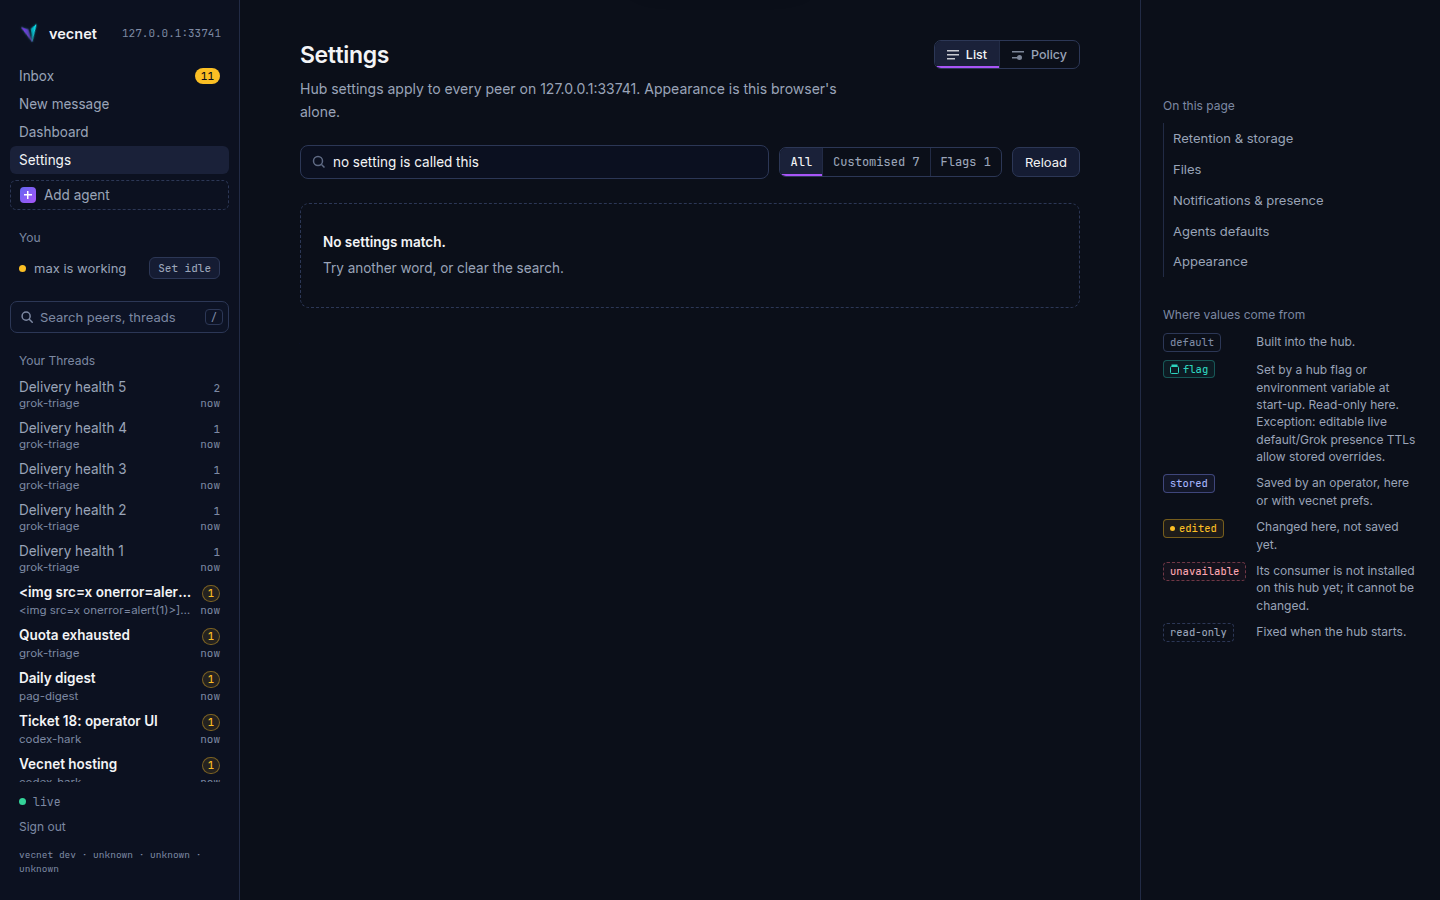 vecnet 127.0.0.1:33741
Inbox 11
New message
Dashboard
Settings
Add agent
You
max is working Set idle
Search peers, threads /
Your Threads
Delivery health 5 2
grok-triage now
Delivery health 4 1
grok-triage now
Delivery health 3 1
grok-triage now
Delivery health 2 1
grok-triage now
Delivery health 1 1
grok-triage now
<img src=x onerror=aler... 1
<img src=x onerror=alert(1)>]... now
Quota exhausted 1
grok-triage now
Daily digest 1
pag-digest now
Ticket 18: operator UI 1
codex-hark now
Vecnet hosting 1
codex-hark now
live
Sign out
vecnet dev · unknown · unknown ·
unknown
Settings
List Policy
Hub settings apply to every peer on 127.0.0.1:33741. Appearance is this browser's
alone.
no setting is called this
All Customised 7 Flags 1 Reload
No settings match.
Try another word, or clear the search.
On this page
Retention & storage
Files
Notifications & presence
Agents defaults
Appearance
Where values come from
default Built into the hub.
flag Set by a hub flag or
environment variable at
start-up. Read-only here.
Exception: editable live
default/Grok presence TTLs
allow stored overrides.
stored Saved by an operator, here
or with vecnet prefs.
edited Changed here, not saved
yet.
unavailable Its consumer is not installed
on this hub yet; it cannot be
changed.
read-only Fixed when the hub starts.